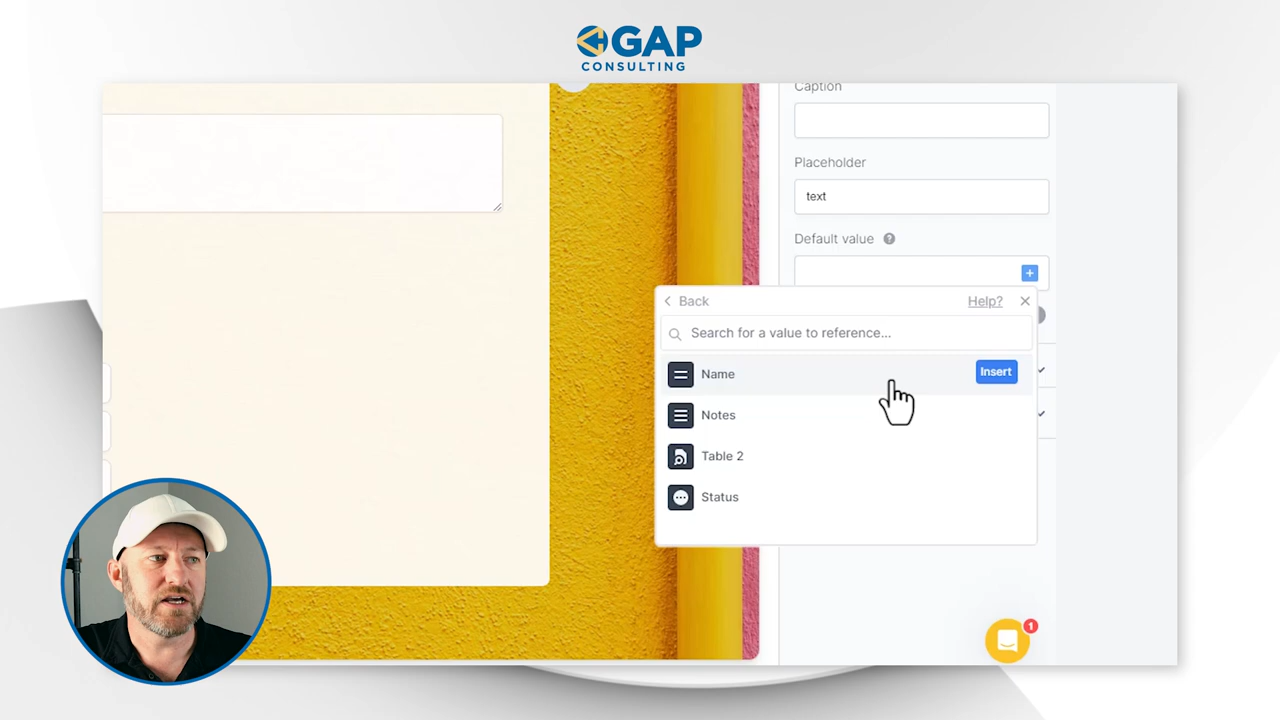 GAP
CONSULTING
Caption
Placeholder
text
Default value ?
+
Back
Help?
Search for a value to reference...
Name
Insert
Notes
Table 2
Status
1